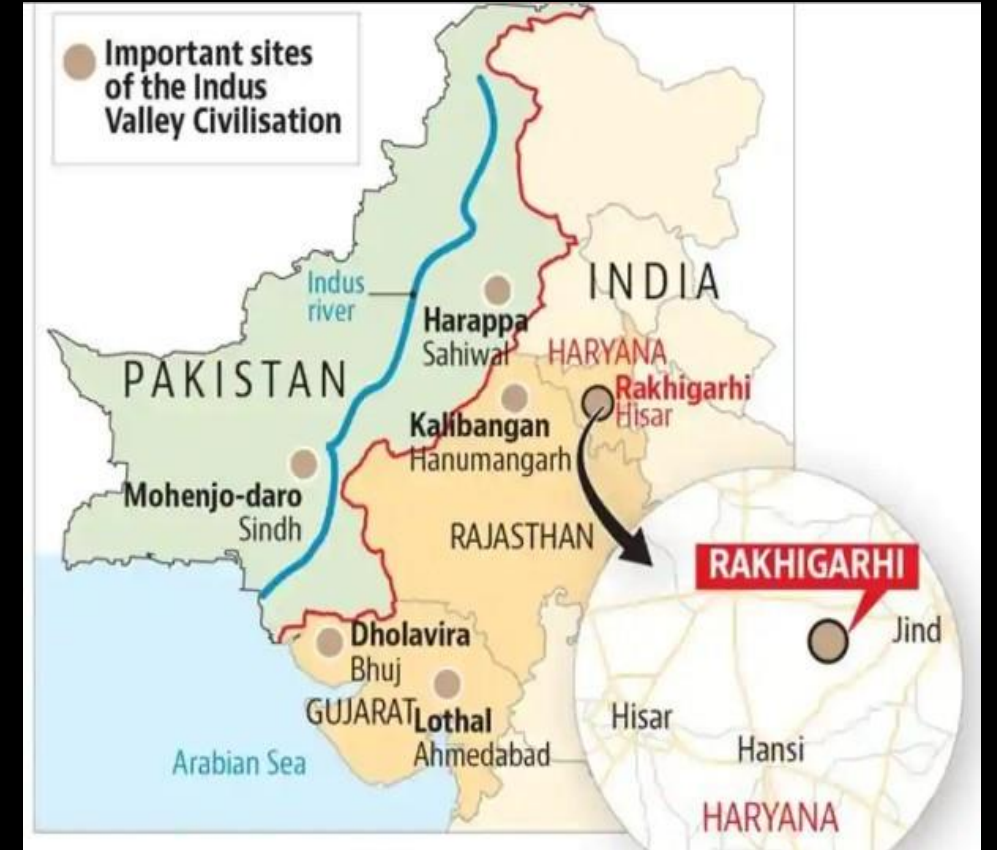 Important sites
of the Indus
Valley Civilisation
Indus
river
INDIA
Harappa
Sahiwal
HARYANA
PAKISTAN
Rakhigarhi
Hisar
Kalibangan
Hanumangarh
Mohenjo-daro
Sindh
RAJASTHAN
RAKHIGARHI
Jind
Dholavira
Bhuj
GUJARAT
Lothal
Ahmedabad
Arabian Sea
Hisar
Hansi
HARYANA